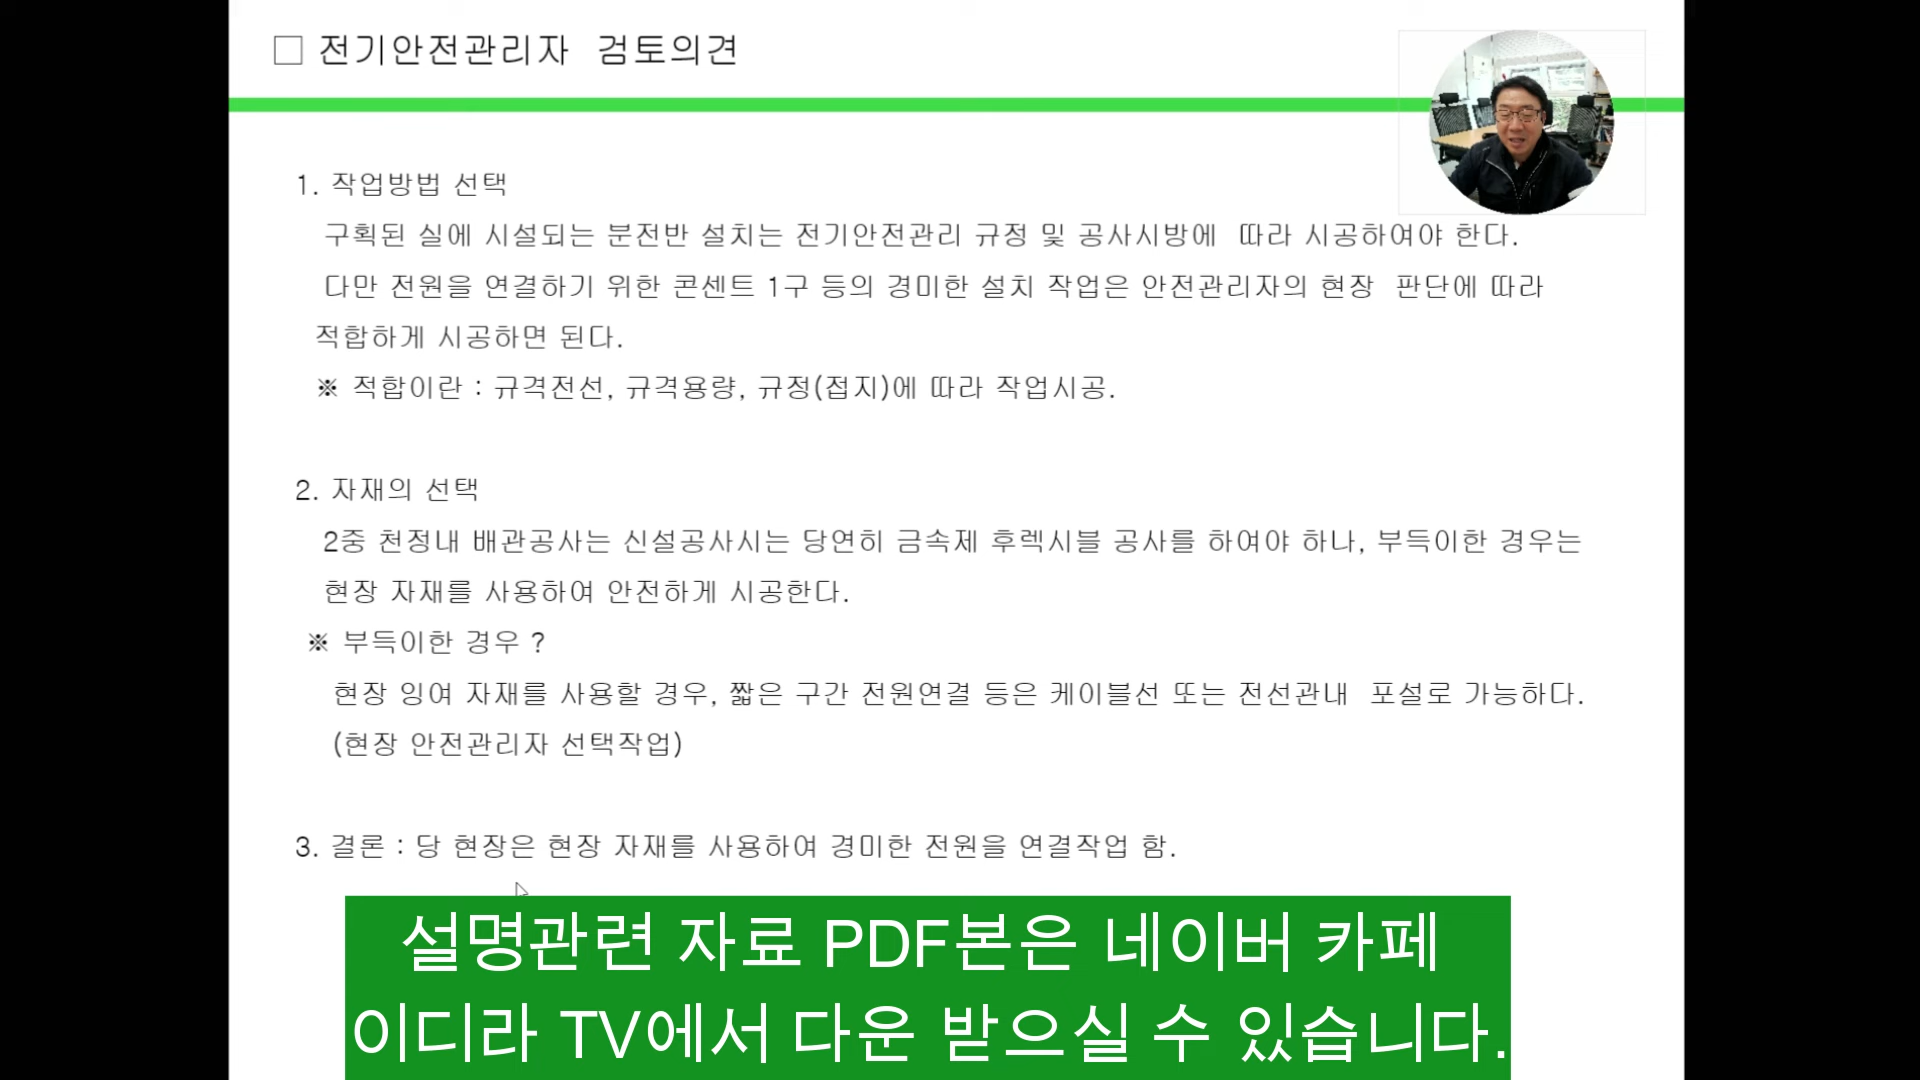 □ 전기안전관리자 검토의견
1. 작업방법 선택
구획된 실에 시설되는 분전반 설치는 전기안전관리 규정 및 공사시방에 따라 시공하여야 한다.
다만 전원을 연결하기 위한 콘센트 1구 등의 경미한 설치 작업은 안전관리자의 현장 판단에 따라
적합하게 시공하면 된다.
※ 적합이란 : 규격전선, 규격용량, 규정(접지)에 따라 작업시공.
2. 자재의 선택
2중 천정내 배관공사는 신설공사시는 당연히 금속제 후렉시블 공사를 하여야 하나, 부득이한 경우는
현장 자재를 사용하여 안전하게 시공한다.
※ 부득이한 경우 ?
현장 잉여 자재를 사용할 경우, 짧은 구간 전원연결 등은 케이블선 또는 전선관내 포설로 가능하다.
(현장 안전관리자 선택작업)
3. 결론 : 당 현장은 현장 자재를 사용하여 경미한 전원을 연결작업 함.
설명관련 자료 PDF본은 네이버 카페
이디라 TV에서 다운 받으실 수 있습니다.